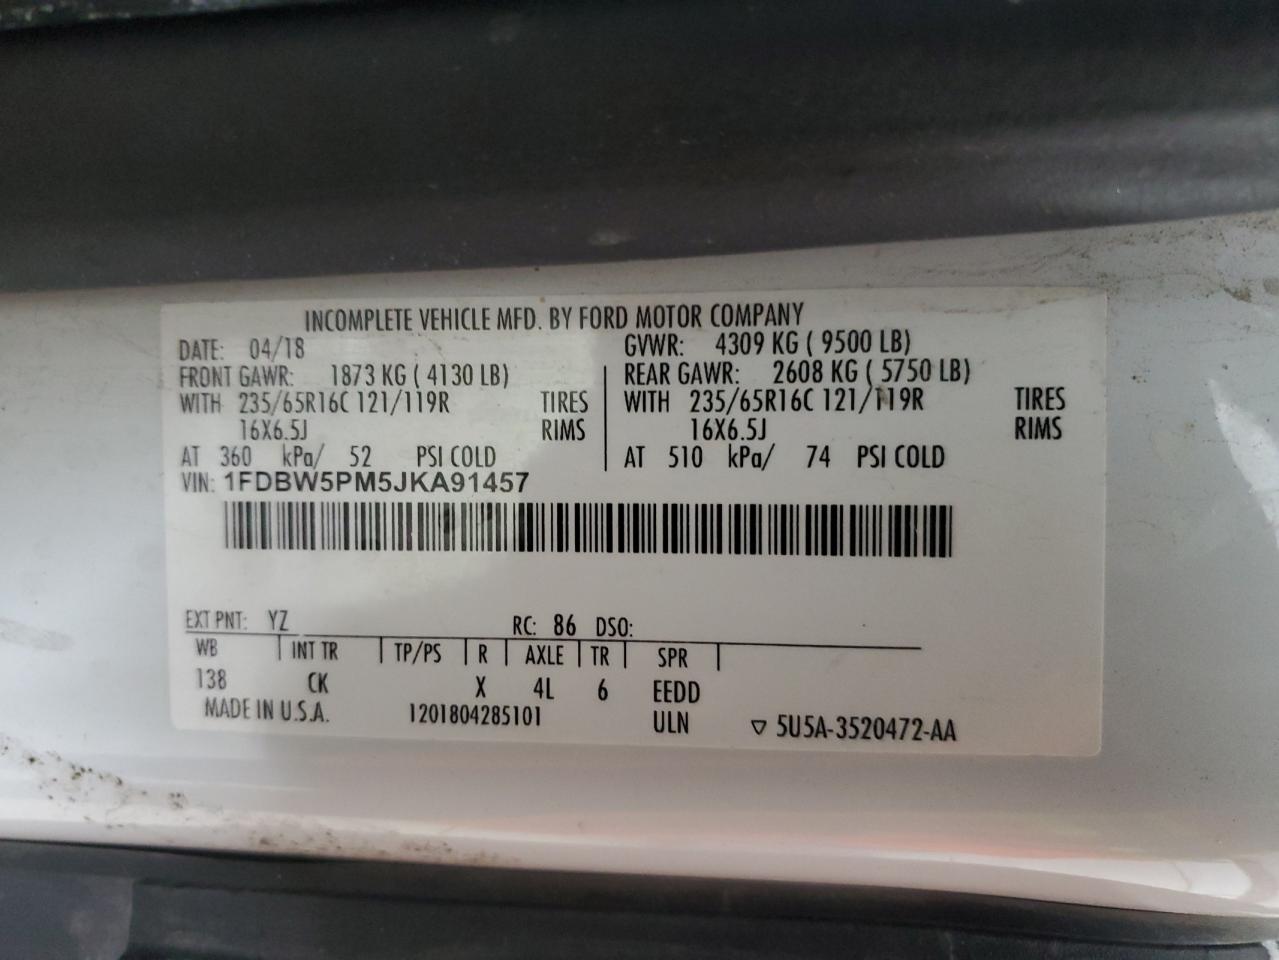 INCOMPLETE VEHICLE MFD. BY FORD MOTOR COMPANY
DATE: 04/18 GVWR: 4309 KG ( 9500 LB)
FRONT GAWR: 1873 KG ( 4130 LB) REAR GAWR: 2608 KG ( 5750 LB)
WITH 235/65R16C 121/119R TIRES WITH 235/65R16C 121/119R TIRES
16X6.5J RIMS 16X6.5J RIMS
AT 360 kPa/ 52 PSI COLD AT 510 kPa/ 74 PSI COLD
VIN: 1FDBW5PM5JKA91457
EXT PNT: YZ RC: 86 DSO:
WB INT TR TP/PS R AXLE TR SPR
138 CK X 4L 6 EEDD
MADE IN U.S.A. 1201804285101 ULN ▽ 5U5A-3520472-AA